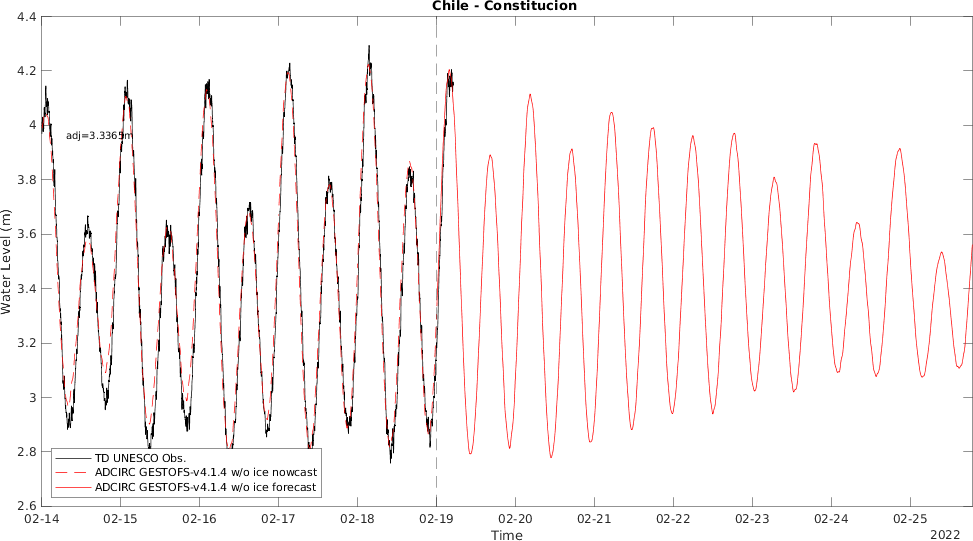 Chile - Constitucion
4.4
4.2
4
3.8
3.6
3.4
3.2
3
2.8
2.6
Water Level (m)
adj=3.3365m
TD UNESCO Obs.
ADCIRC GESTOFS-v4.1.4 w/o ice nowcast
ADCIRC GESTOFS-v4.1.4 w/o ice forecast
02-14 02-15 02-16 02-17 02-18 02-19 02-20 02-21 02-22 02-23 02-24 02-25
Time
2022